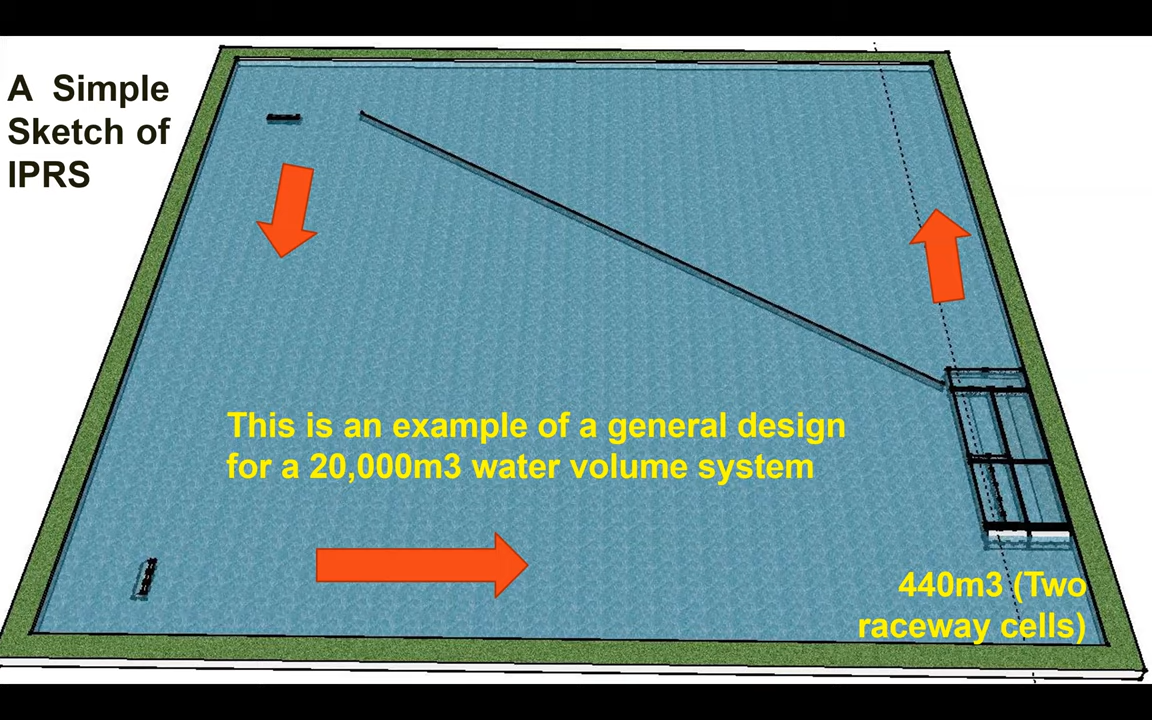 A Simple
Sketch of
IPRS
This is an example of a general design
for a 20,000m3 water volume system
440m3 (Two
raceway cells)